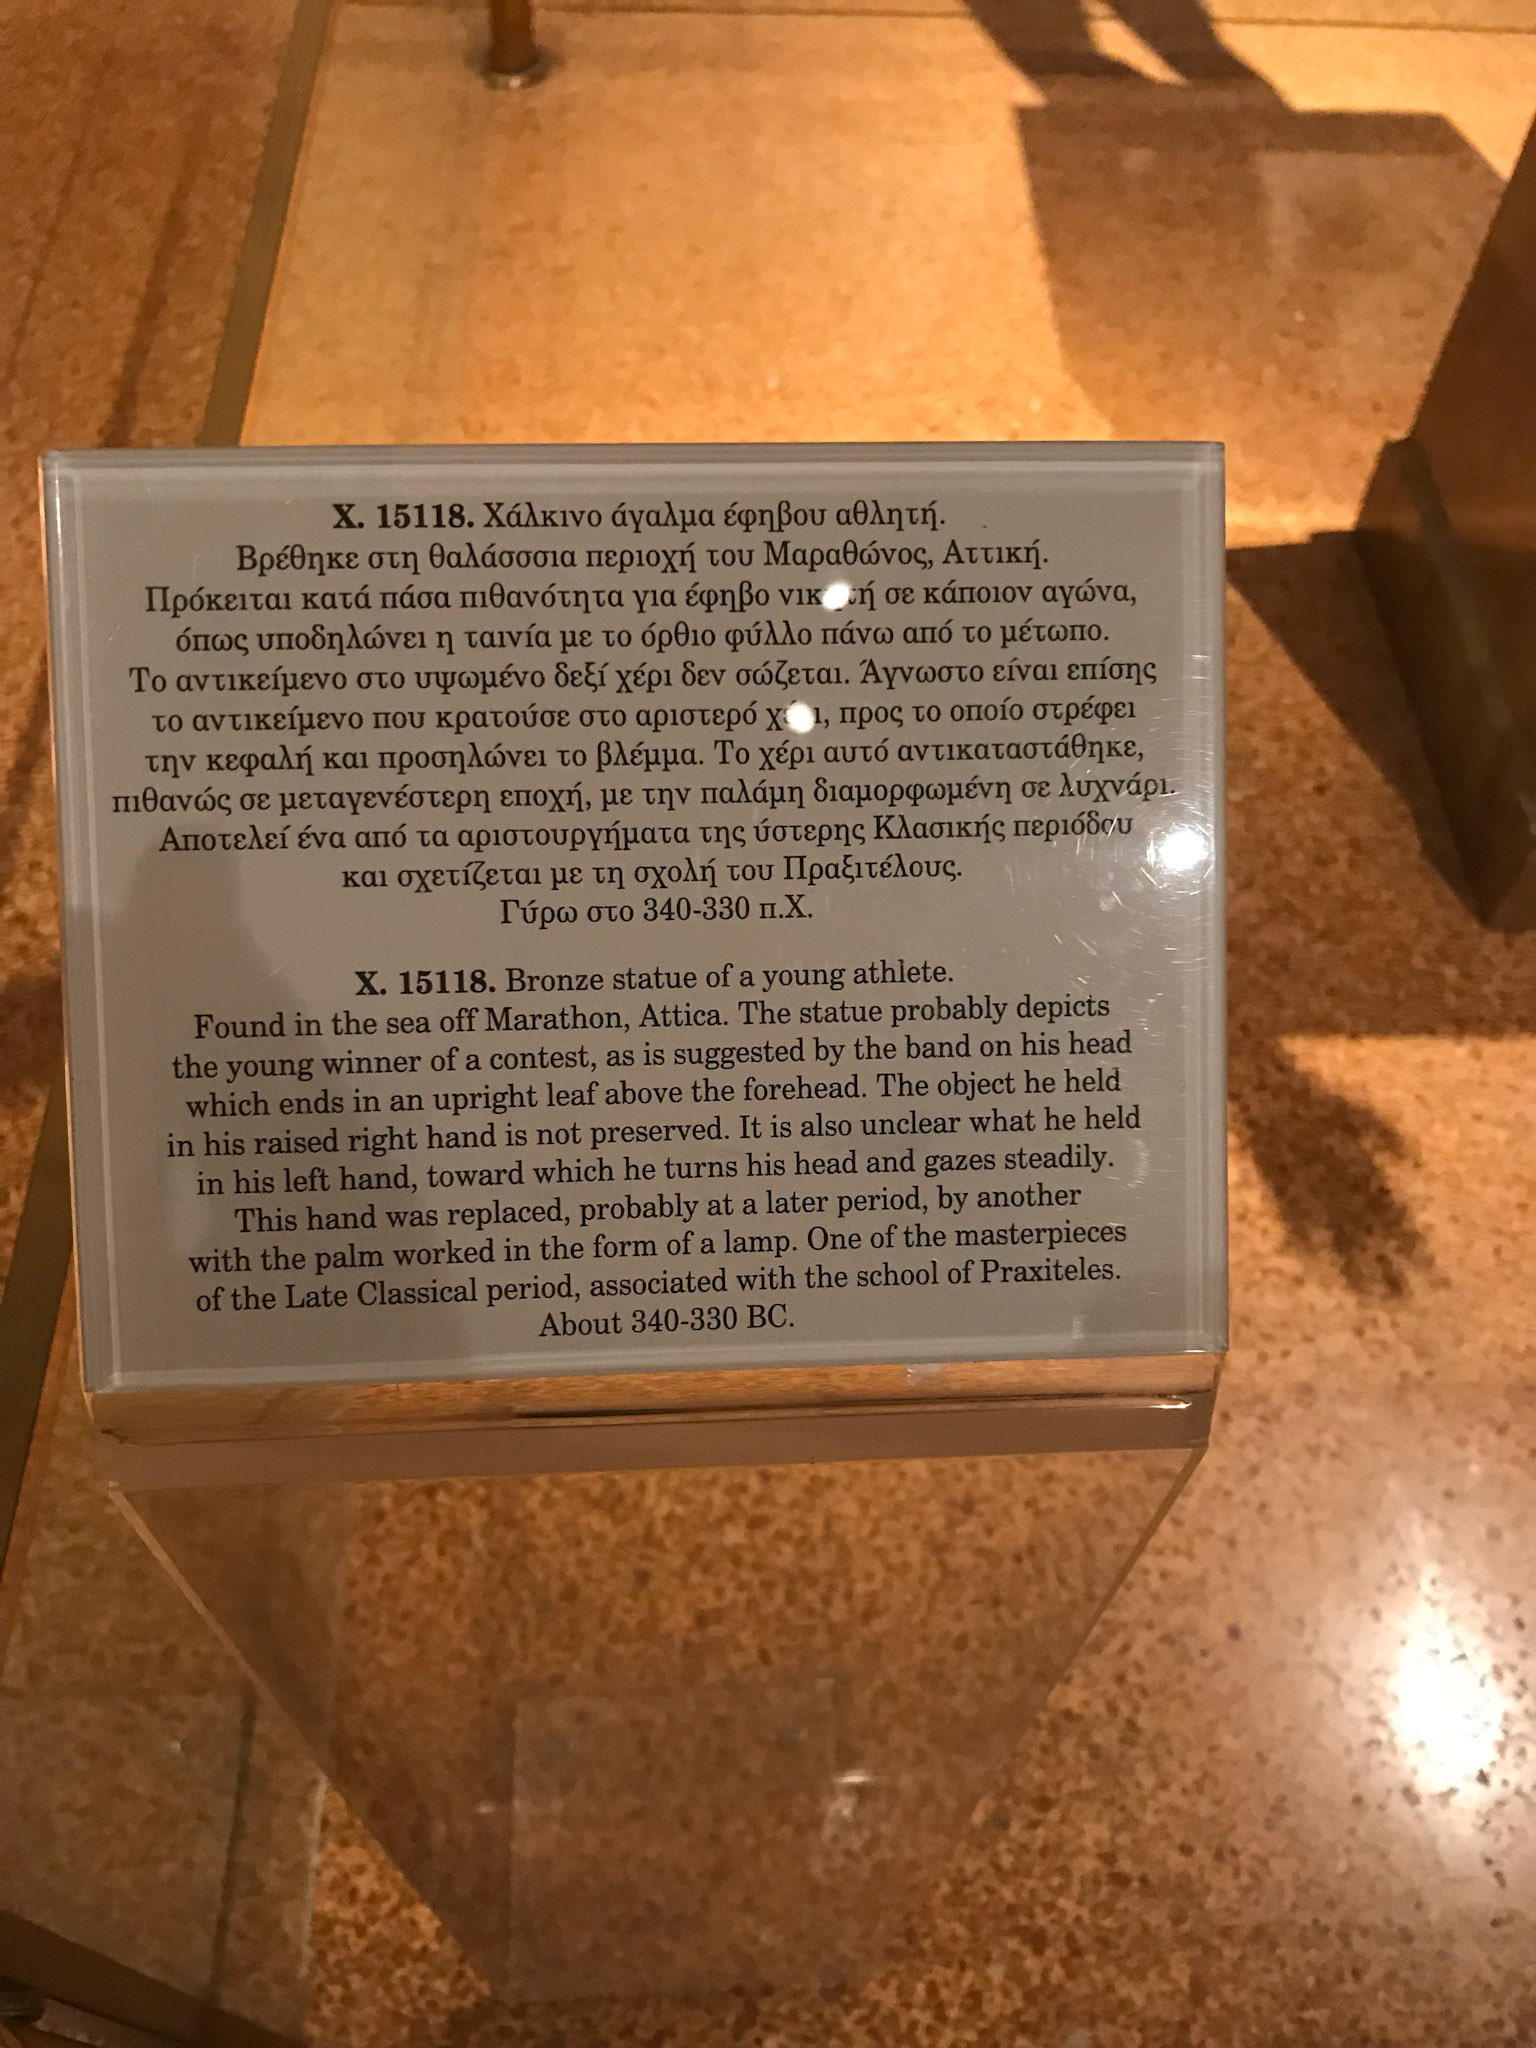 Χ. 15118. Χάλκινο άγαλμα έφηβου αθλητή.
Βρέθηκε στη θαλάσσσια περιοχή του Μαραθώνος, Αττική.
Πρόκειται κατά πάσα πιθανότητα για έφηβο σε κάποιον αγώνα,
όπως υποδηλώνει η ταινία με το όρθιο φύλλο πάνω από το μέτωπο.
Το αντικείμενο στο υψωμένο δεξί χέρι δεν σώζεται. Άγνωστο είναι επίσης
το αντικείμενο που κρατούσε στο αριστερό προς το οποίο στρέφει
την κεφαλή και προσηλώνει το βλέμμα. Το χέρι αυτό αντικαταστάθηκε,
πιθανώς σε μεταγενέστερη εποχή, με την παλάμη διαμορφωμένη σε λυχνάρι.
Αποτελεί ένα από τα αριστουργήματα της ύστερης Κλασικής περιόδου
και σχετίζεται με τη σχολή του Πραξιτέλους.
Γύρω στο 340-330 π.Χ.
X. 15118. Bronze statue of a young athlete.
Found in the sea off Marathon, Attica. The statue probably depicts
the young winner of a contest, as is suggested by the band on his head
which ends in an upright leaf above the forehead. The object he held
in his raised right hand is not preserved. It is also unclear what he held
in his left hand, toward which he turns his head and gazes steadily.
This hand was replaced, probably at a later period, by another
with the palm worked in the form of a lamp. One of the masterpieces
of the Late Classical period, associated with the school of Praxiteles.
About 340-330 BC.